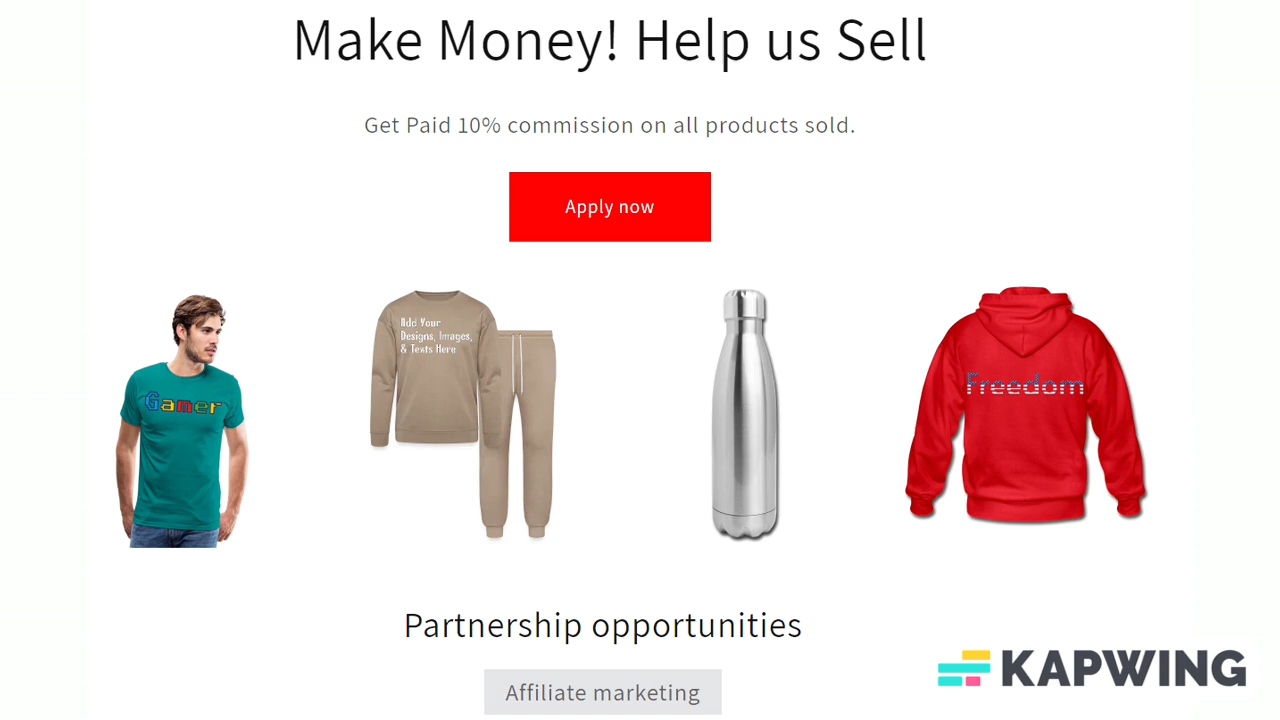 Make Money! Help us Sell
Get Paid 10% commission on all products sold.
Apply now
Gamer
Add Your
Designs, Images,
& Texts Here
Freedom
Partnership opportunities
KAPWING
Affiliate marketing